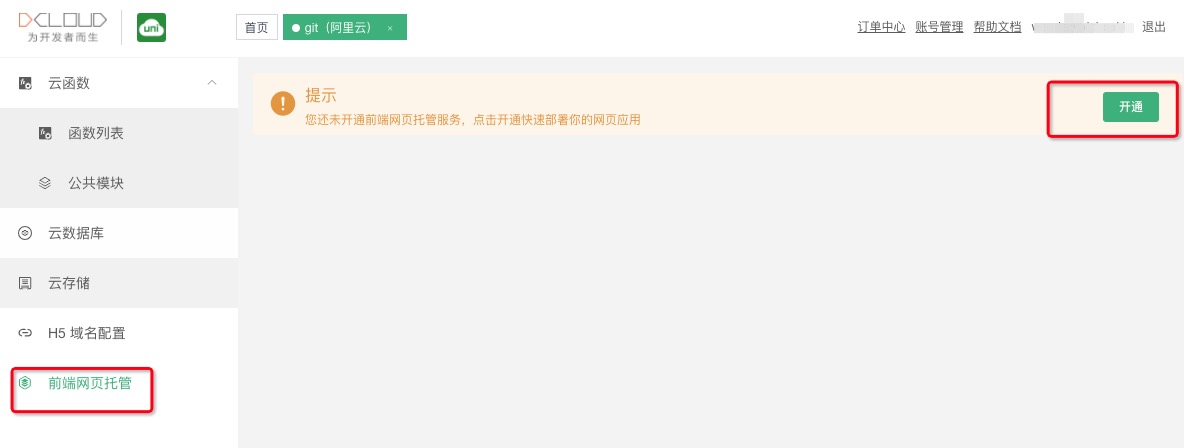 DCLOUD
为开发者而生
uni
首页
git（阿里云） ×
订单中心 账号管理 帮助文档 退出
云函数
函数列表
公共模块
云数据库
云存储
H5 域名配置
前端网页托管
提示
您还未开通前端网页托管服务，点击开通快速部署你的网页应用
开通